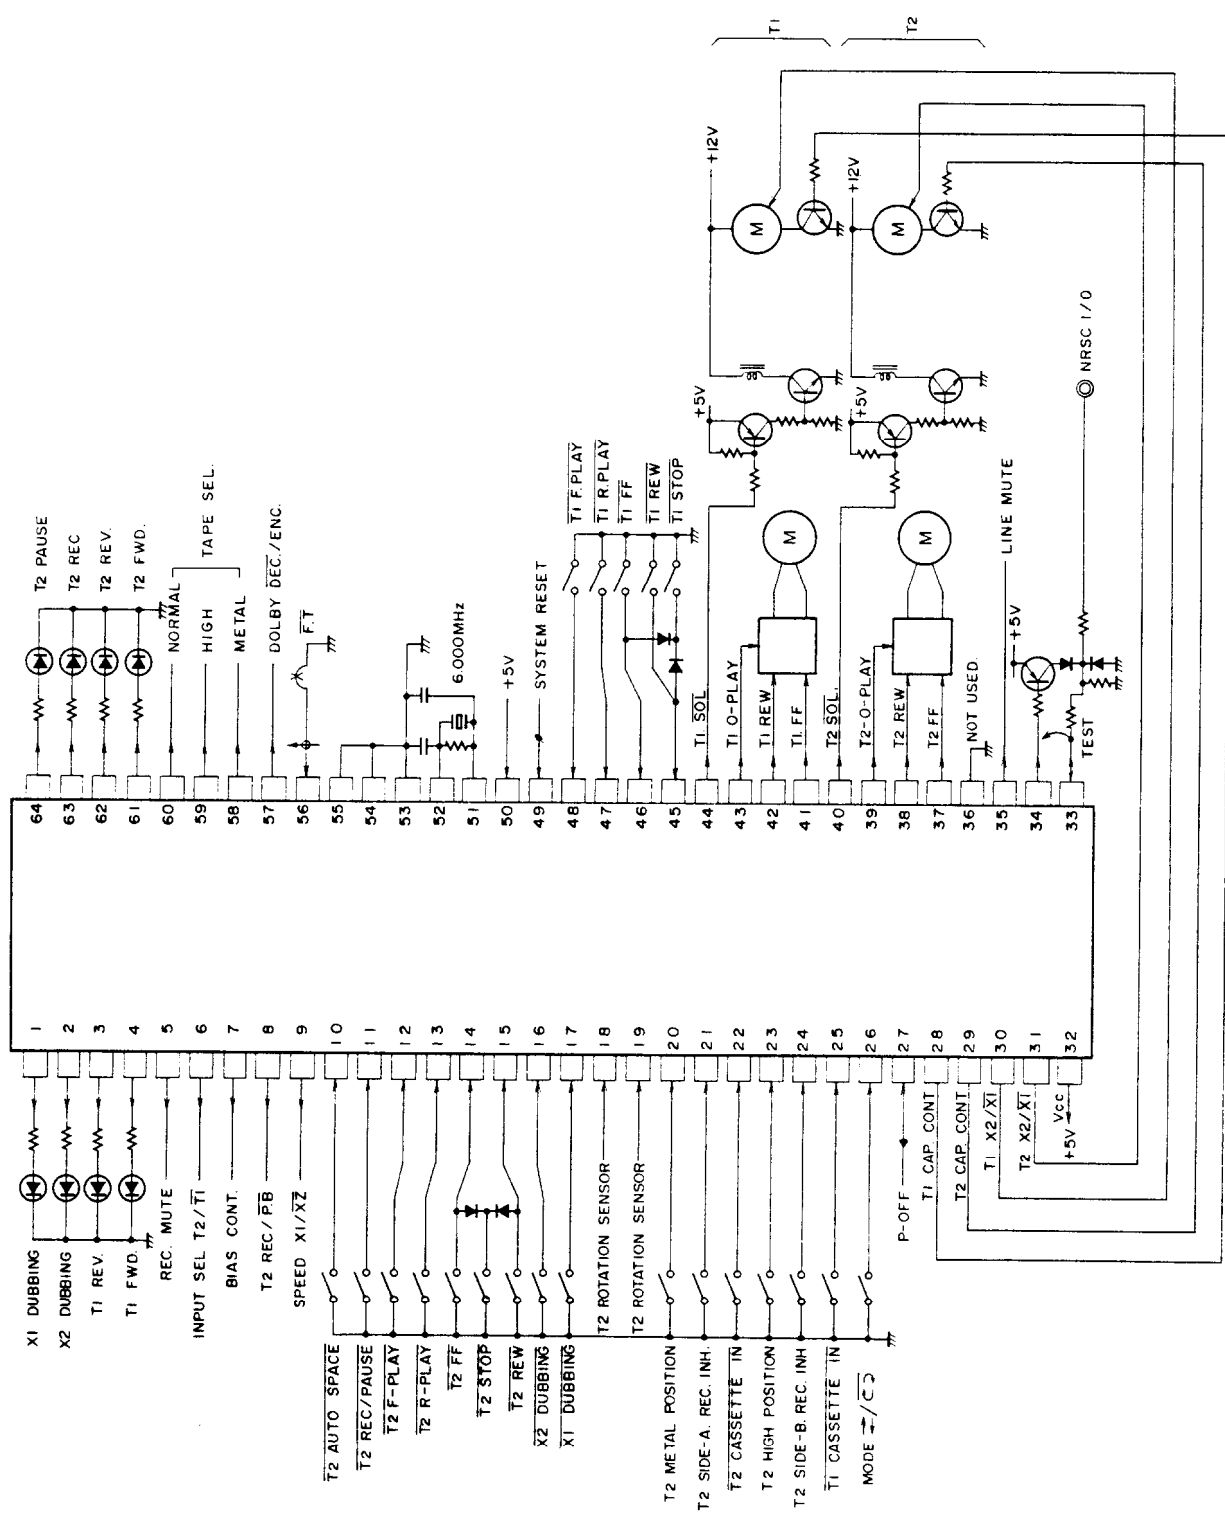 X1 DUBBING
X2 DUBBING
T1 REV.
T1 FWD.
REC. MUTE
INPUT SEL T2/T1
BIAS CONT.
T2 REC/P.B
SPEED X1/X2
T2 AUTO SPACE
T2 REC/PAUSE
T2 F-PLAY
T2 R-PLAY
T2 FF
T2 STOP
T2 REW
X2 DUBBING
X1 DUBBING
T2 ROTATION SENSOR
T2 ROTATION SENSOR
T2 METAL POSITION
T2 SIDE-A. REC. INH.
T2 CASSETTE IN
T2 HIGH POSITION
T2 SIDE-B. REC. INH
T1 CASSETTE IN
MODE ⇄/⊂⊃
P-OFF
T1 CAP. CONT
T2 CAP. CONT
T1 X2/X1
T2 X2/X1
Vcc
+5V
1
2
3
4
5
6
7
8
9
10
11
12
13
14
15
16
17
18
19
20
21
22
23
24
25
26
27
28
29
30
31
32
64
63
62
61
60
59
58
57
56
55
54
53
52
51
50
49
48
47
46
45
44
43
42
41
40
39
38
37
36
35
34
33
T2 PAUSE
T2 REC
T2 REV.
T2 FWD.
NORMAL
HIGH
METAL
TAPE SEL.
DOLBY DEC./ENC.
F.T
6.000MHz
+5V
SYSTEM RESET
T1 F.PLAY
T1 R.PLAY
T1 FF
T1 REW
T1 STOP
T1 SOL
T1 O-PLAY
T1 REW
T1 FF
M
T2 SOL.
T2-O-PLAY
T2 REW
T2 FF
M
NOT USED.
LINE MUTE
+5V
TEST
NRSC I/O
+5V
+12V
M
T1
+5V
+12V
M
T2